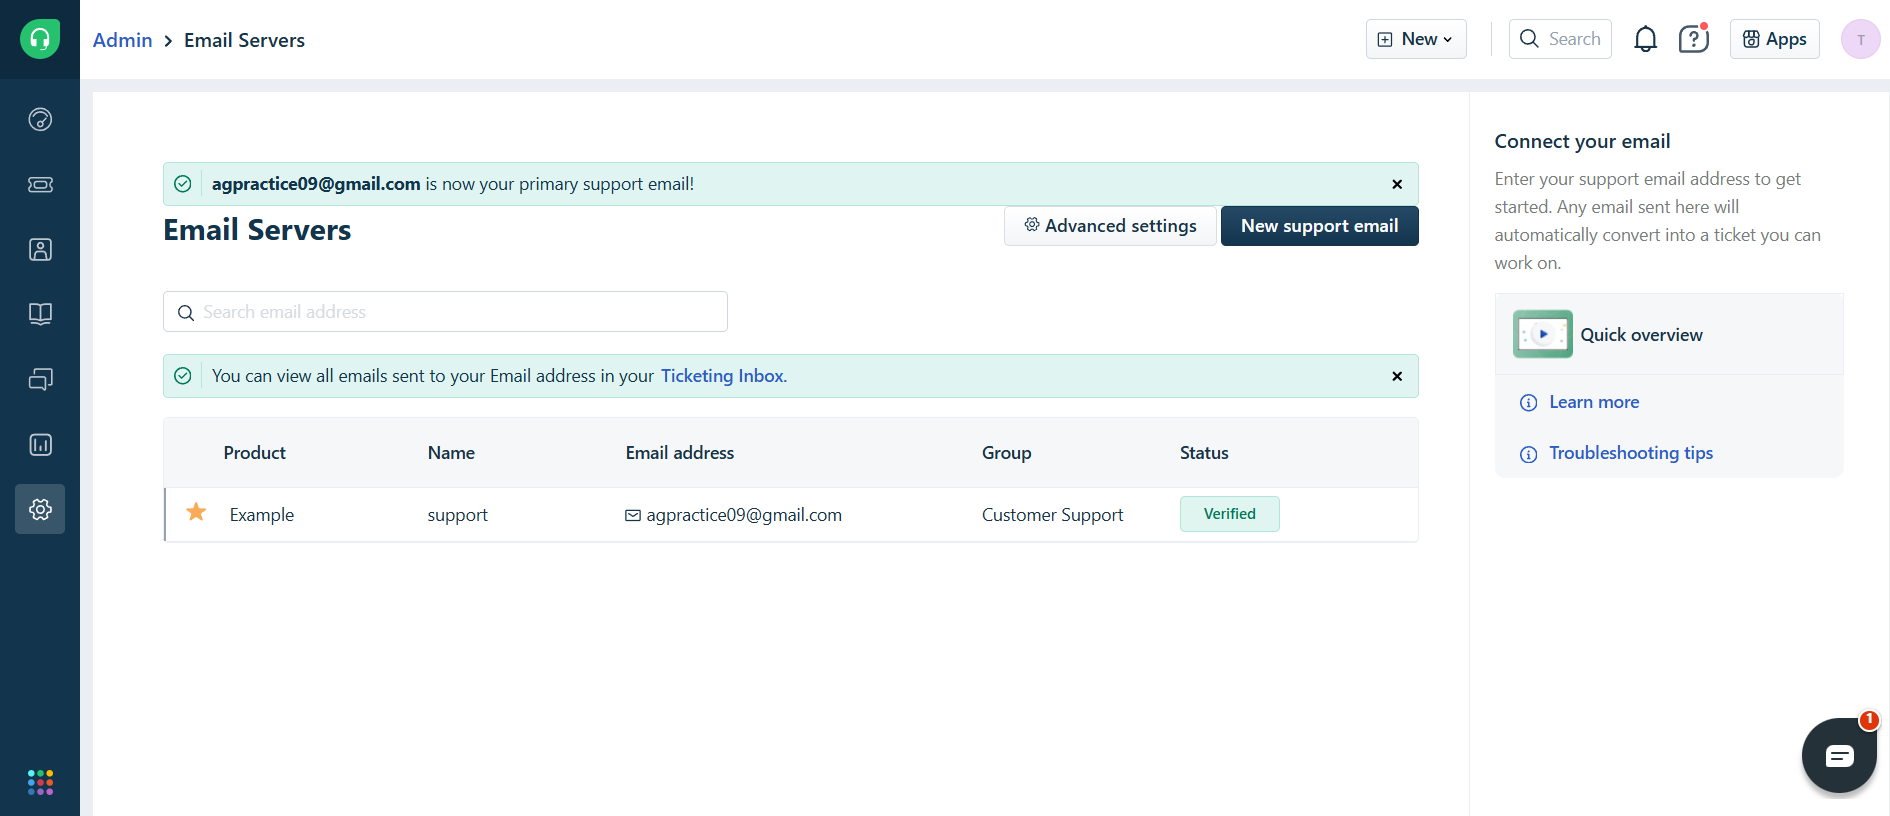 Admin > Email Servers
New
Search
Apps
T
agpractice09@gmail.com is now your primary support email!
Email Servers
Advanced settings
New support email
Search email address
You can view all emails sent to your Email address in your Ticketing Inbox.
Product Name Email address Group Status
Example support agpractice09@gmail.com Customer Support Verified
Connect your email
Enter your support email address to get
started. Any email sent here will
automatically convert into a ticket you can
work on.
Quick overview
Learn more
Troubleshooting tips
1